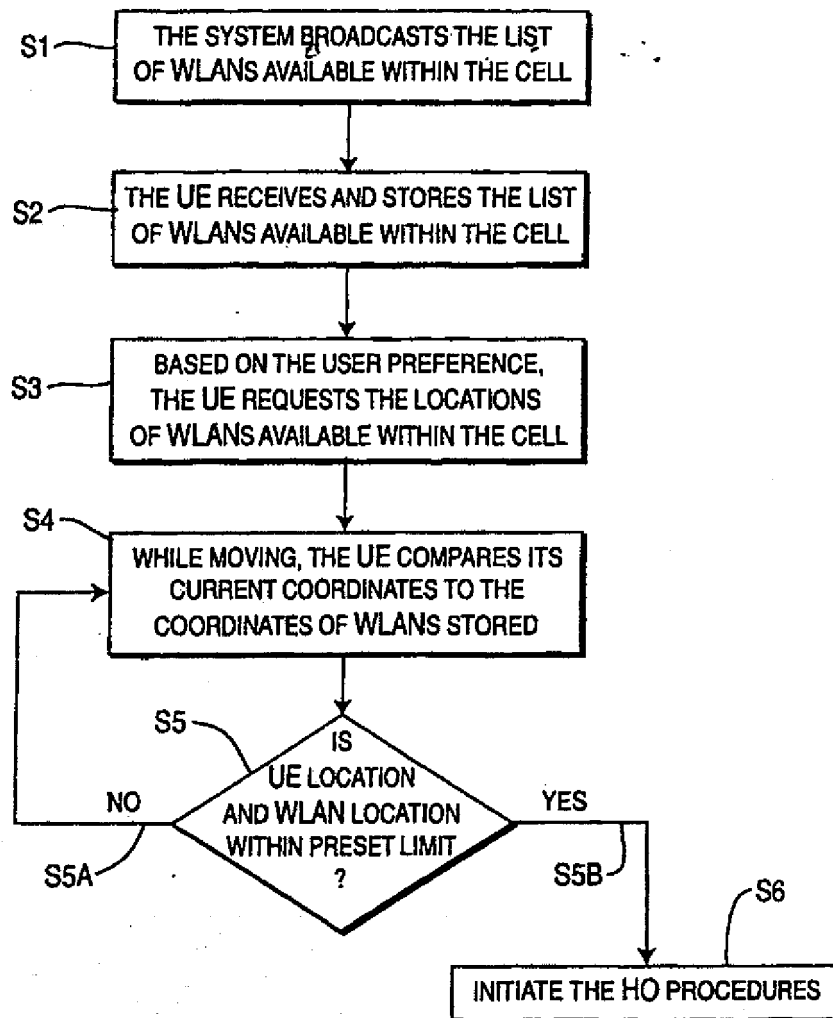 S1
THE SYSTEM BROADCASTS THE LIST
OF WLANS AVAILABLE WITHIN THE CELL
S2
THE UE RECEIVES AND STORES THE LIST
OF WLANS AVAILABLE WITHIN THE CELL
S3
BASED ON THE USER PREFERENCE,
THE UE REQUESTS THE LOCATIONS
OF WLANS AVAILABLE WITHIN THE CELL
S4
WHILE MOVING, THE UE COMPARES ITS
CURRENT COORDINATES TO THE
COORDINATES OF WLANS STORED
S5
IS
UE LOCATION
AND WLAN LOCATION
WITHIN PRESET LIMIT
?
NO
S5A
YES
S5B
S6
INITIATE THE HO PROCEDURES